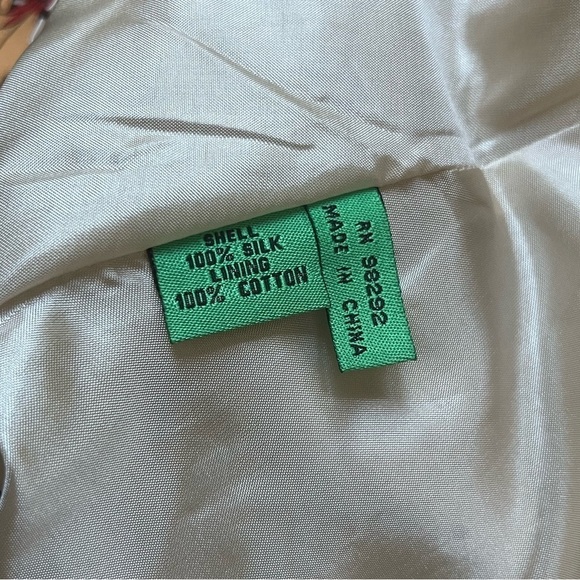 SHELL
100% SILK
LINING
100% COTTON
RN 98292
MADE IN CHINA